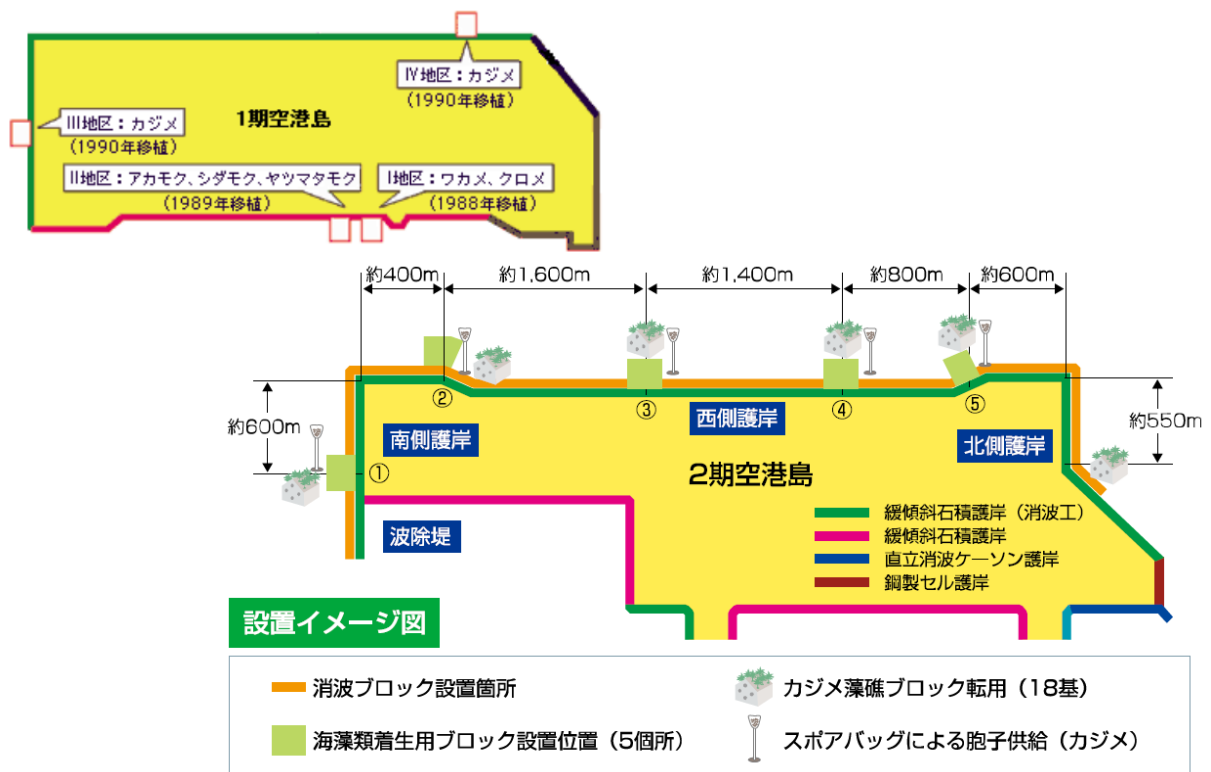 IV地区:カジメ
(1990年移植)
1期空港島
III地区:カジメ
(1990年移植)
II地区:アカモク、シダモク、ヤツマタモク
(1989年移植)
I地区:ワカメ、クロメ
(1988年移植)
約400m
約1,600m
約1,400m
約800m
約600m
約600m
約550m
①
②
③
④
⑤
南側護岸
西側護岸
北側護岸
2期空港島
波除堤
緩傾斜石積護岸(消波工)
緩傾斜石積護岸
直立消波ケーソン護岸
鋼製セル護岸
設置イメージ図
消波ブロック設置箇所
カジメ藻礁ブロック転用(18基)
海藻類着生用ブロック設置位置(5個所)
スポアバッグによる胞子供給(カジメ)